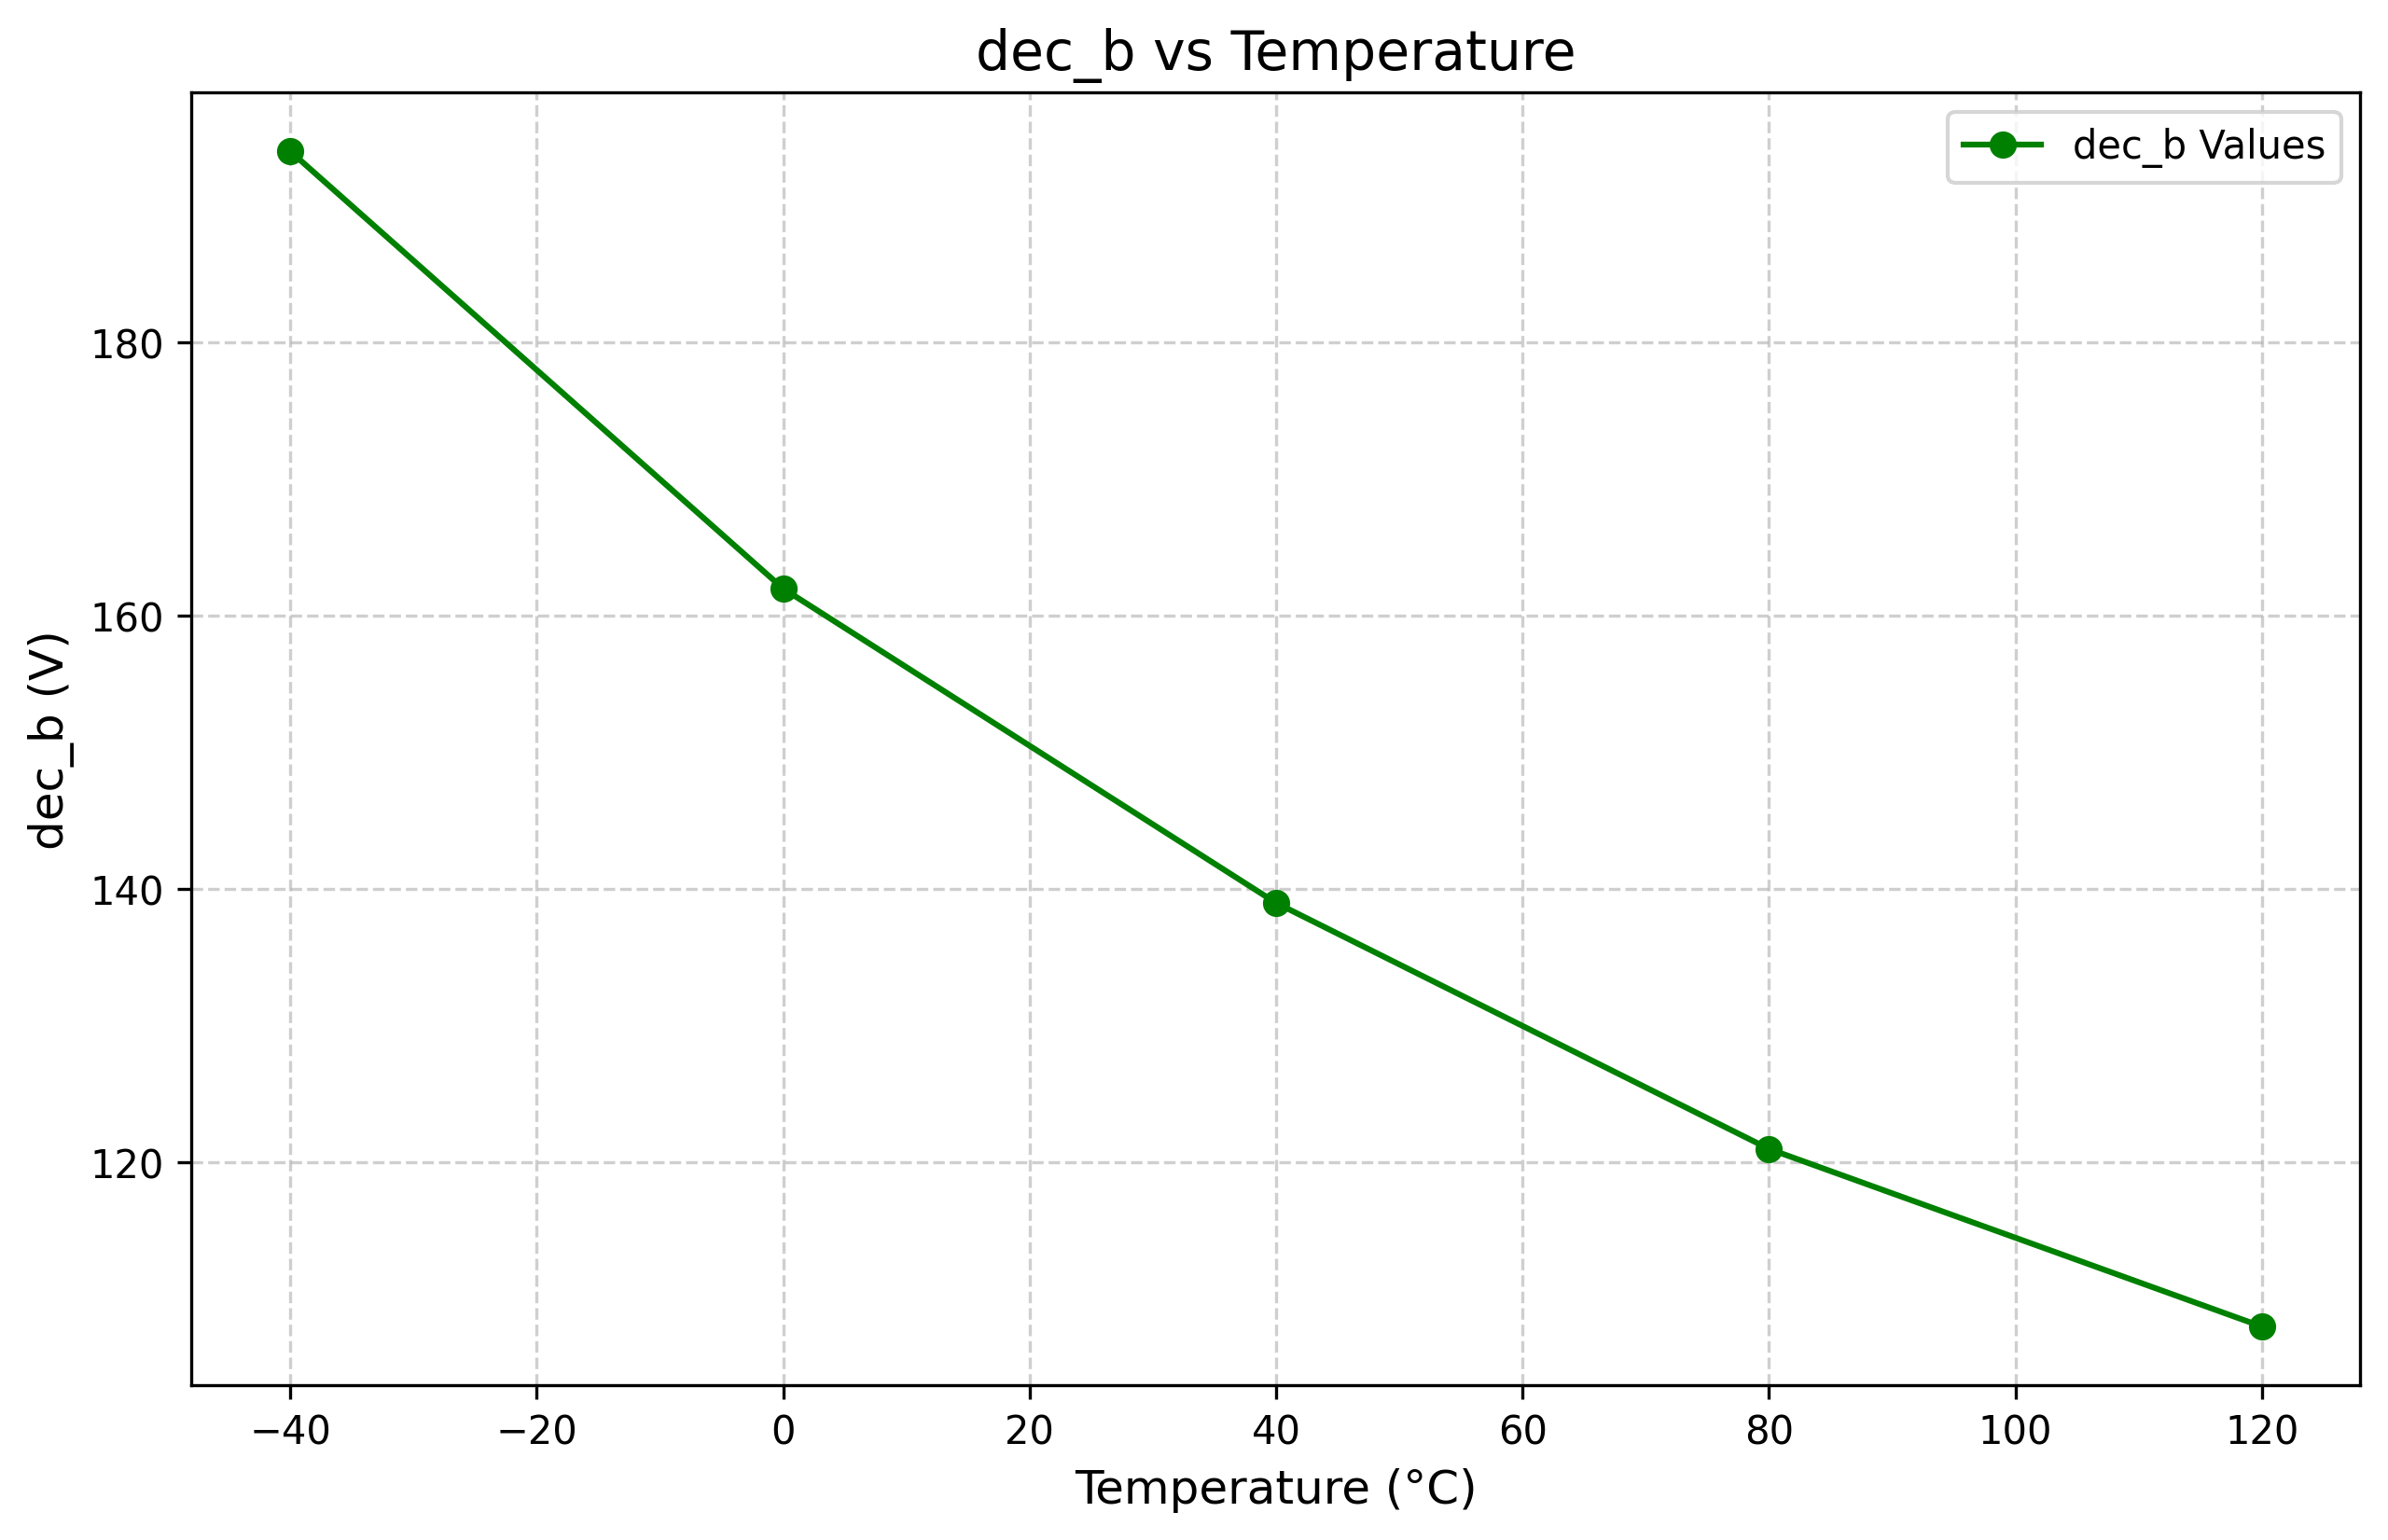 dec_b vs Temperature
dec_b Values
180
160
140
120
dec_b (V)
−40 −20 0 20 40 60 80 100 120
Temperature (°C)